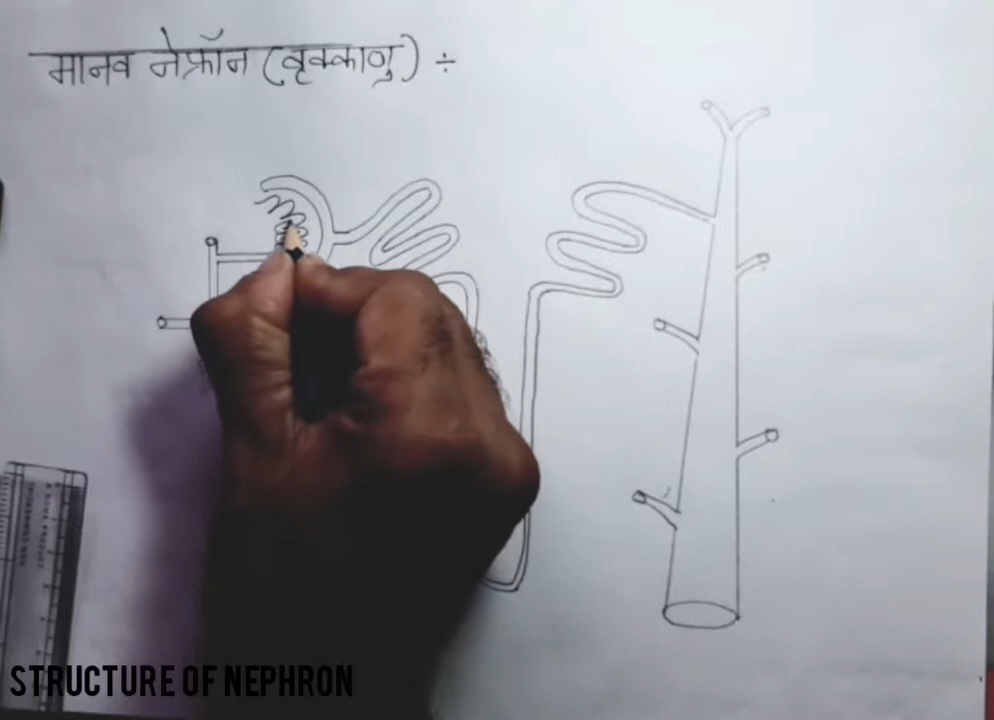 मानव नेफ्रॉन (वृक्काणु) ÷
STRUCTURE OF NEPHRON